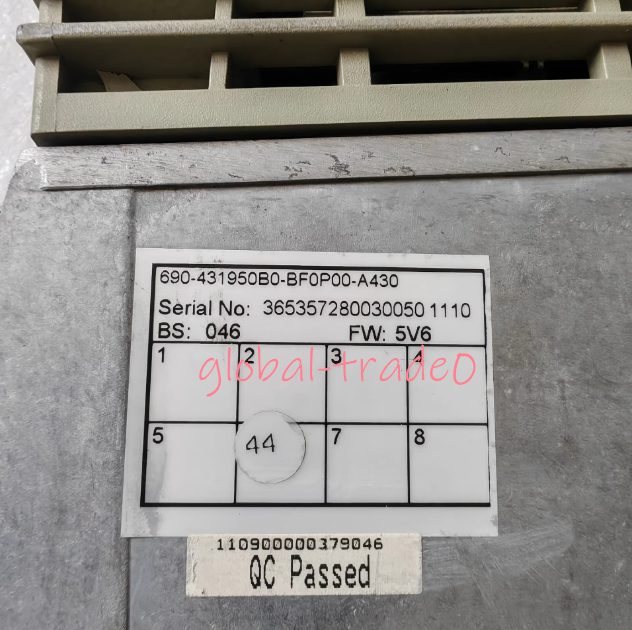 690-431950B0-BF0P00-A430
Serial No: 365357280030050 1110
BS: 046 FW: 5V6
1 2 3 4
global-trade0
5 44 7 8
110900000379046
QC Passed